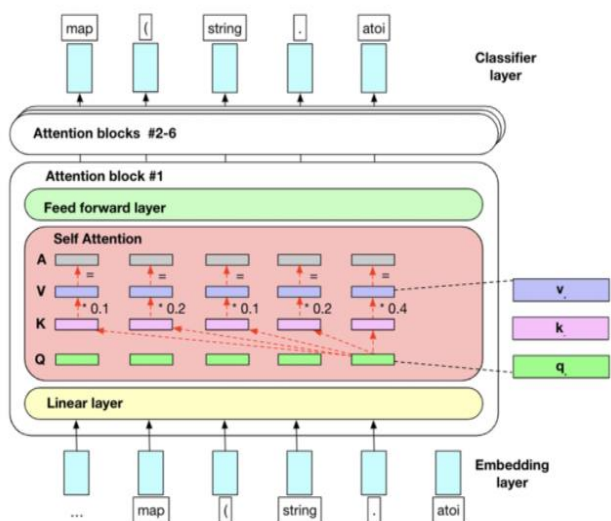 map ( string . atoi
Classifier
layer
Attention blocks #2-6
Attention block #1
Feed forward layer
Self Attention
A
= = = = =
V
* 0.1 * 0.2 * 0.1 * 0.2 * 0.4
K
Q
v.
k.
q.
Linear layer
Embedding
layer
... map ( string . atoi